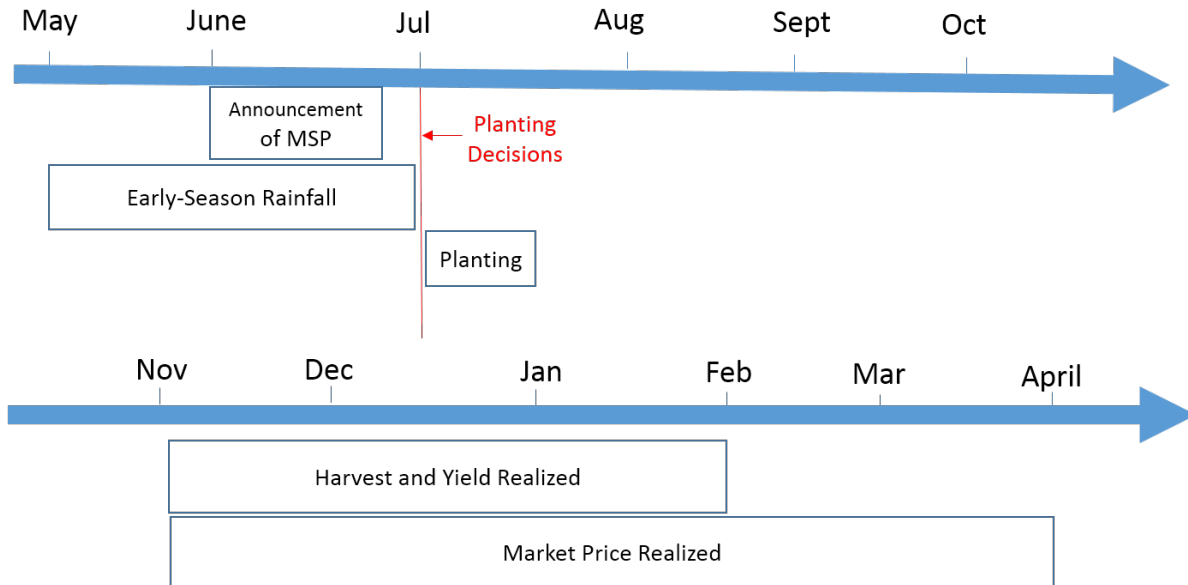 May June Jul Aug Sept Oct
Announcement
of MSP
Planting
Decisions
Early-Season Rainfall
Planting
Nov Dec Jan Feb Mar April
Harvest and Yield Realized
Market Price Realized